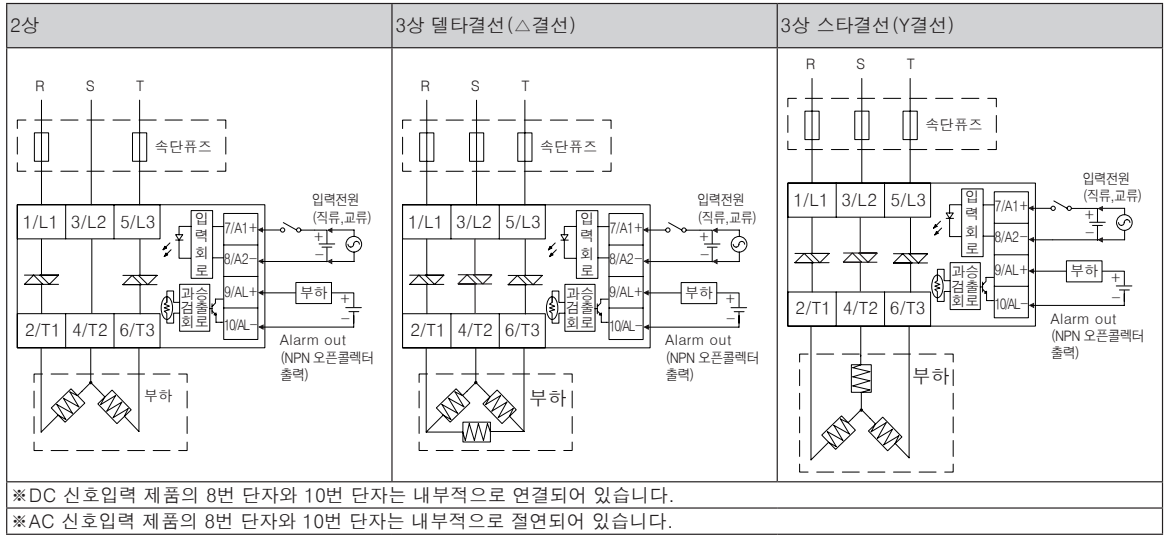 2상
3상 델타결선(△결선)
3상 스타결선(Y결선)
R S T
속단퓨즈
입력전원
(직류,교류)
1/L1 3/L2 5/L3
입력회로
7/A1+
8/A2-
+
-
과승검출회로
9/AL+
10/AL-
부하
+
-
2/T1 4/T2 6/T3
Alarm out
(NPN 오픈콜렉터
출력)
부하
R S T
속단퓨즈
입력전원
(직류,교류)
1/L1 3/L2 5/L3
입력회로
7/A1+
8/A2-
+
-
과승검출회로
9/AL+
10/AL-
부하
+
-
2/T1 4/T2 6/T3
Alarm out
(NPN 오픈콜렉터
출력)
부하
R S T
속단퓨즈
입력전원
(직류,교류)
1/L1 3/L2 5/L3
입력회로
7/A1+
8/A2-
+
-
과승검출회로
9/AL+
10/AL-
부하
+
-
2/T1 4/T2 6/T3
Alarm out
(NPN 오픈콜렉터
출력)
부하
※DC 신호입력 제품의 8번 단자와 10번 단자는 내부적으로 연결되어 있습니다.
※AC 신호입력 제품의 8번 단자와 10번 단자는 내부적으로 절연되어 있습니다.